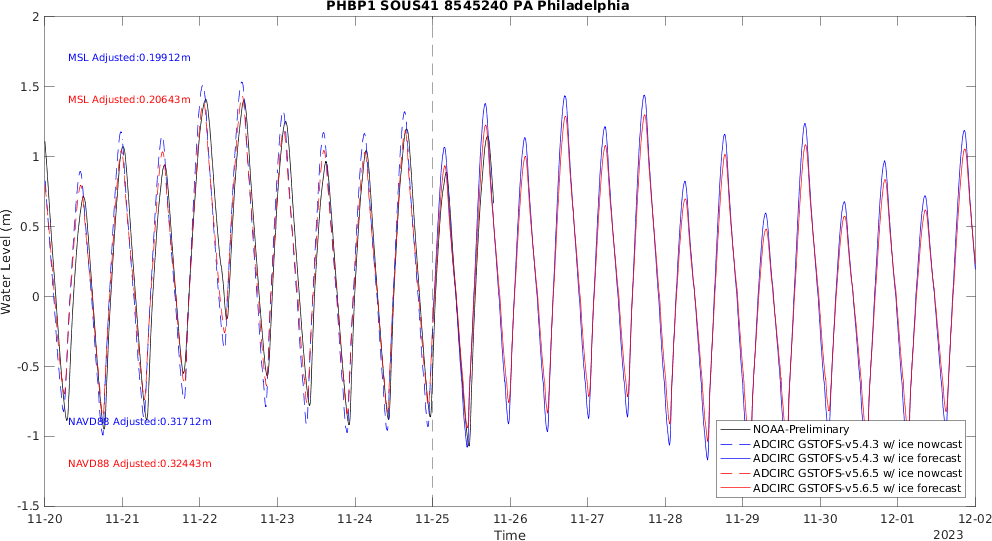 PHBP1 SOUS41 8545240 PA Philadelphia
2
1.5
1
0.5
0
-0.5
-1
-1.5
Water Level (m)
MSL Adjusted:0.19912m
MSL Adjusted:0.20643m
NAVD88 Adjusted:0.31712m
NAVD88 Adjusted:0.32443m
NOAA-Preliminary
ADCIRC GSTOFS-v5.4.3 w/ ice nowcast
ADCIRC GSTOFS-v5.4.3 w/ ice forecast
ADCIRC GSTOFS-v5.6.5 w/ ice nowcast
ADCIRC GSTOFS-v5.6.5 w/ ice forecast
11-20 11-21 11-22 11-23 11-24 11-25 11-26 11-27 11-28 11-29 11-30 12-01 12-02
Time
2023